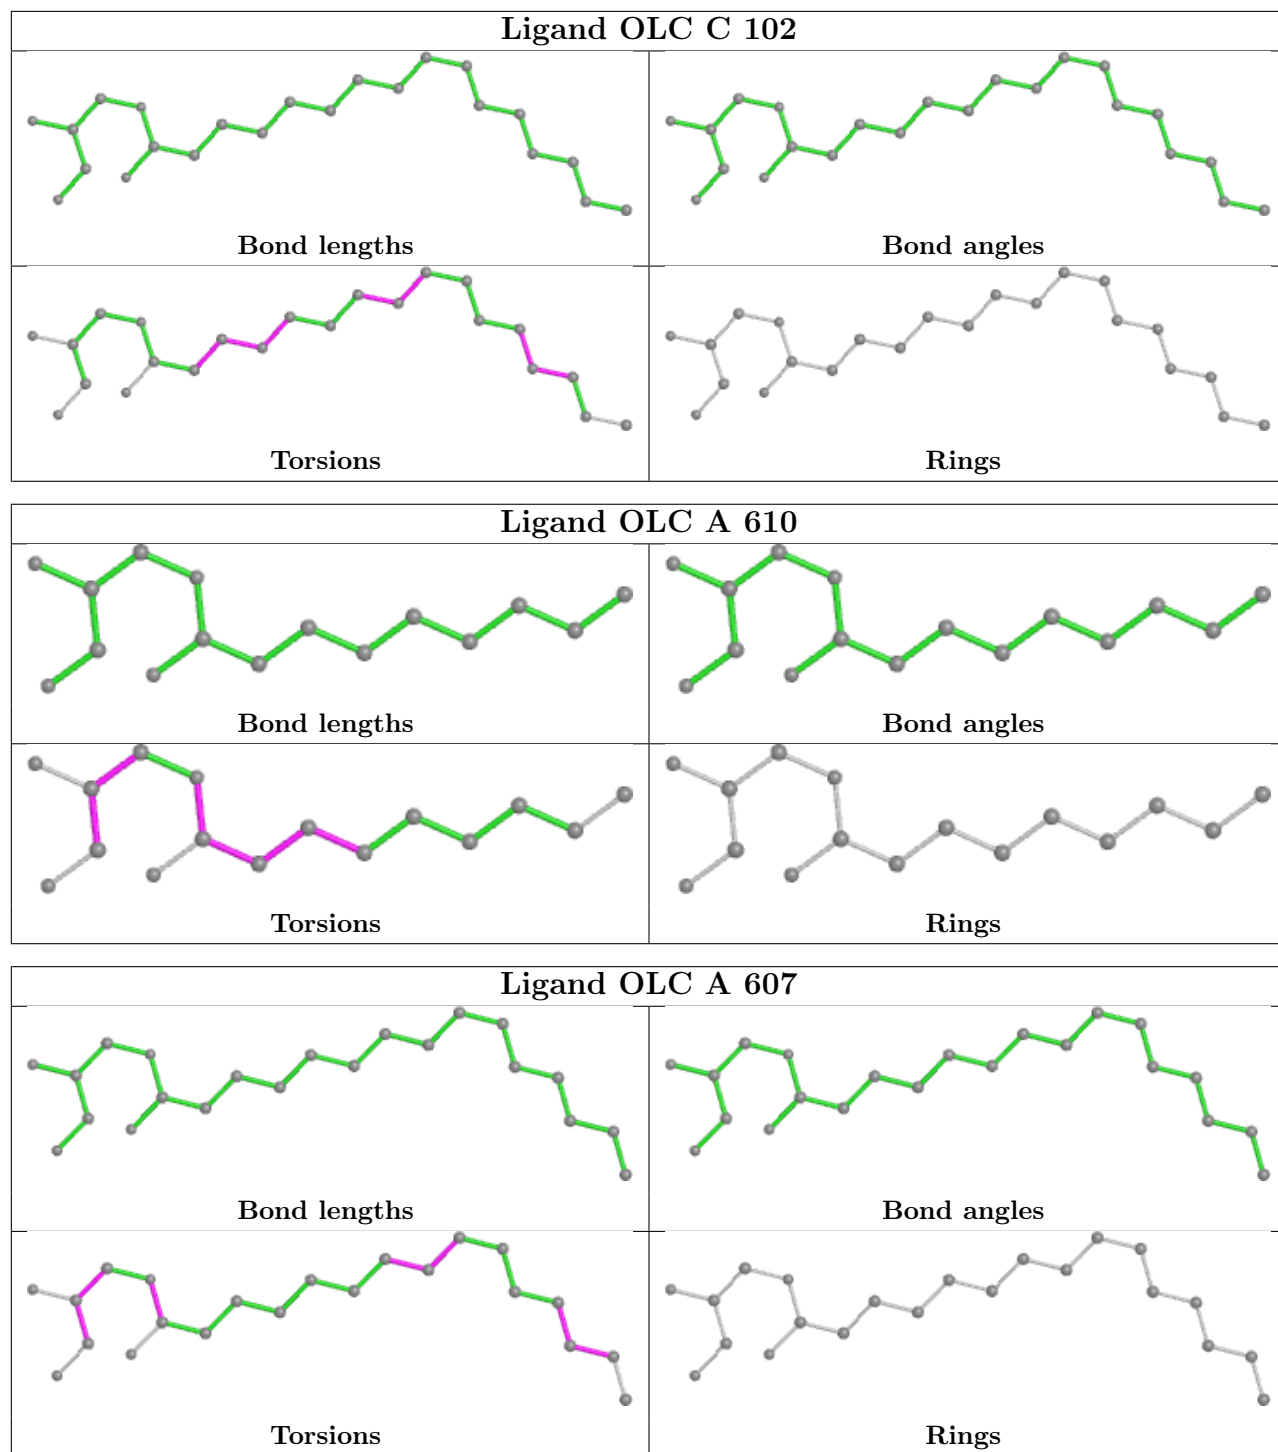 Ligand OLC C 102
Bond lengths
Bond angles
Torsions
Rings
Ligand OLC A 610
Bond lengths
Bond angles
Torsions
Rings
Ligand OLC A 607
Bond lengths
Bond angles
Torsions
Rings